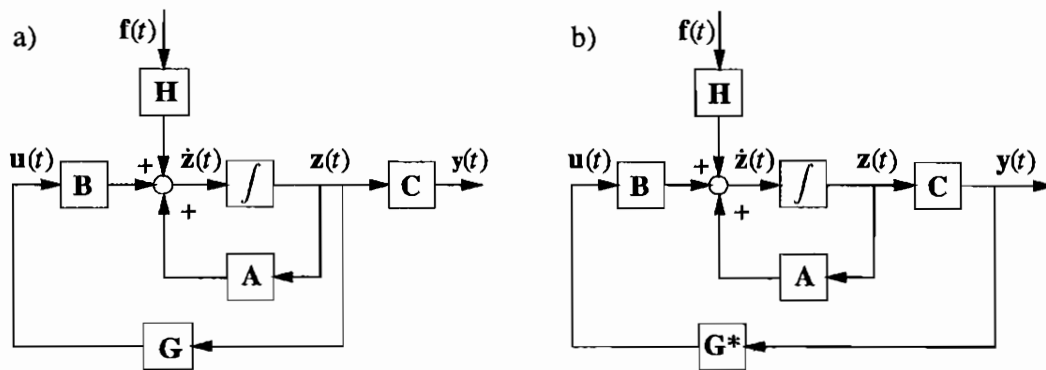 a)
f(t)
H
u(t)
B
+
ż(t)
∫
z(t)
C
y(t)
+
A
G
b)
f(t)
H
u(t)
B
+
ż(t)
∫
z(t)
C
y(t)
+
A
G*